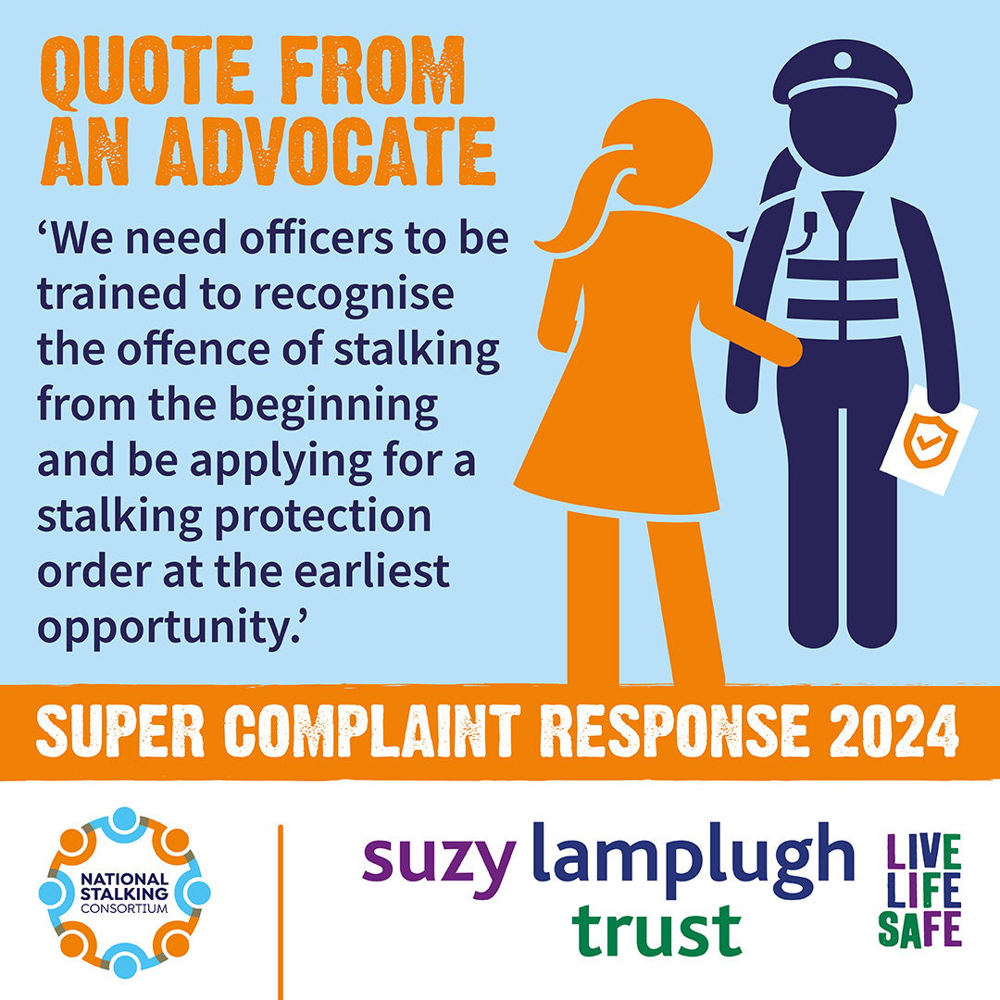 QUOTE FROM
AN ADVOCATE
‘We need officers to be
trained to recognise
the offence of stalking
from the beginning
and be applying for a
stalking protection
order at the earliest
opportunity.’
SUPER COMPLAINT RESPONSE 2024
NATIONAL
STALKING
CONSORTIUM
suzy lamplugh
trust
LIVE
LIFE
SAFE